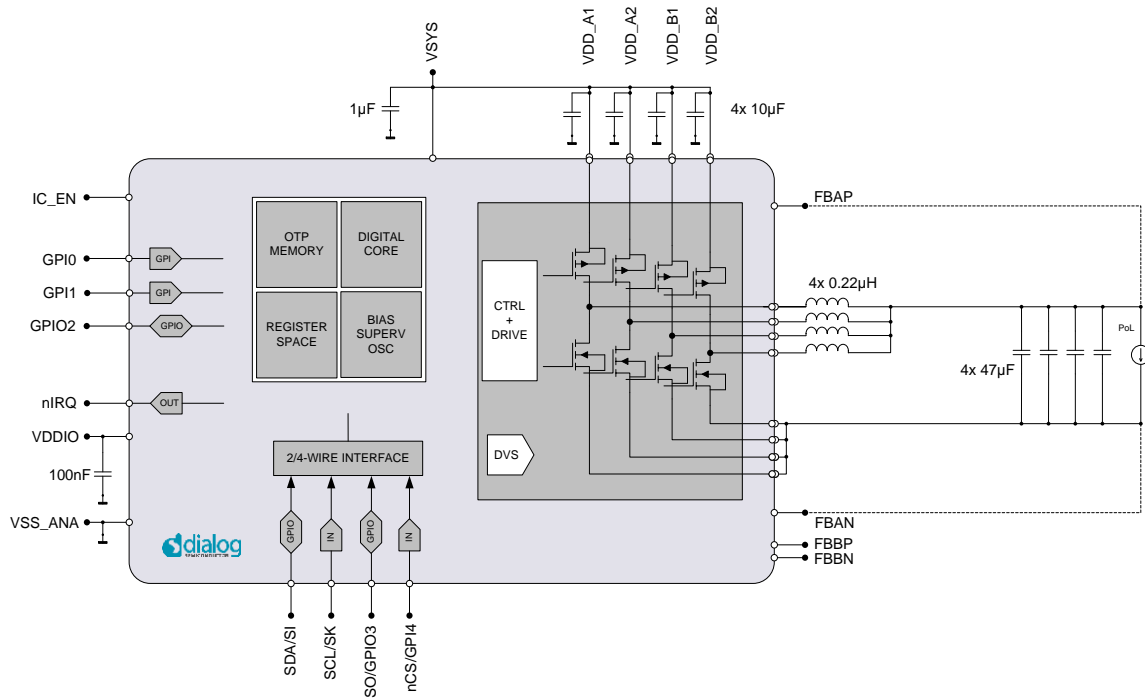 VDD_A1
VDD_A2
VDD_B1
VDD_B2
VSYS
1µF
4x 10µF
IC_EN
FBAP
OTP
MEMORY
DIGITAL
CORE
GPI0
GPI
GPI1
GPI
GPIO2
GPIO
REGISTER
SPACE
BIAS
SUPERV
OSC
CTRL
+
DRIVE
4x 0.22µH
PoL
4x 47µF
nIRQ
OUT
VDDIO
100nF
2/4-WIRE INTERFACE
DVS
VSS_ANA
dialog
SEMICONDUCTOR
GPIO
IN
GPIO
IN
FBAN
FBBP
FBBN
SDA/SI
SCL/SK
SO/GPIO3
nCS/GPI4